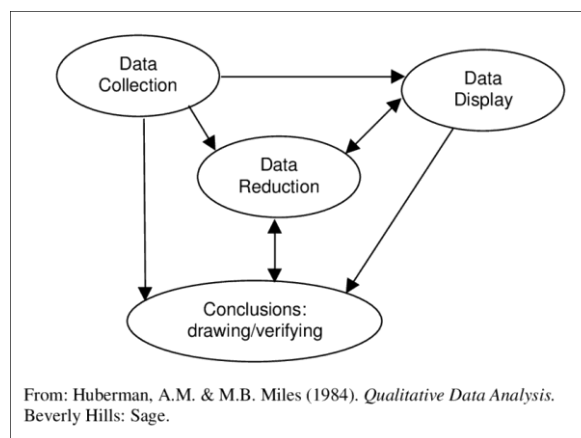 Data
Collection
Data
Display
Data
Reduction
Conclusions:
drawing/verifying
From: Huberman, A.M. & M.B. Miles (1984). Qualitative Data Analysis.
Beverly Hills: Sage.